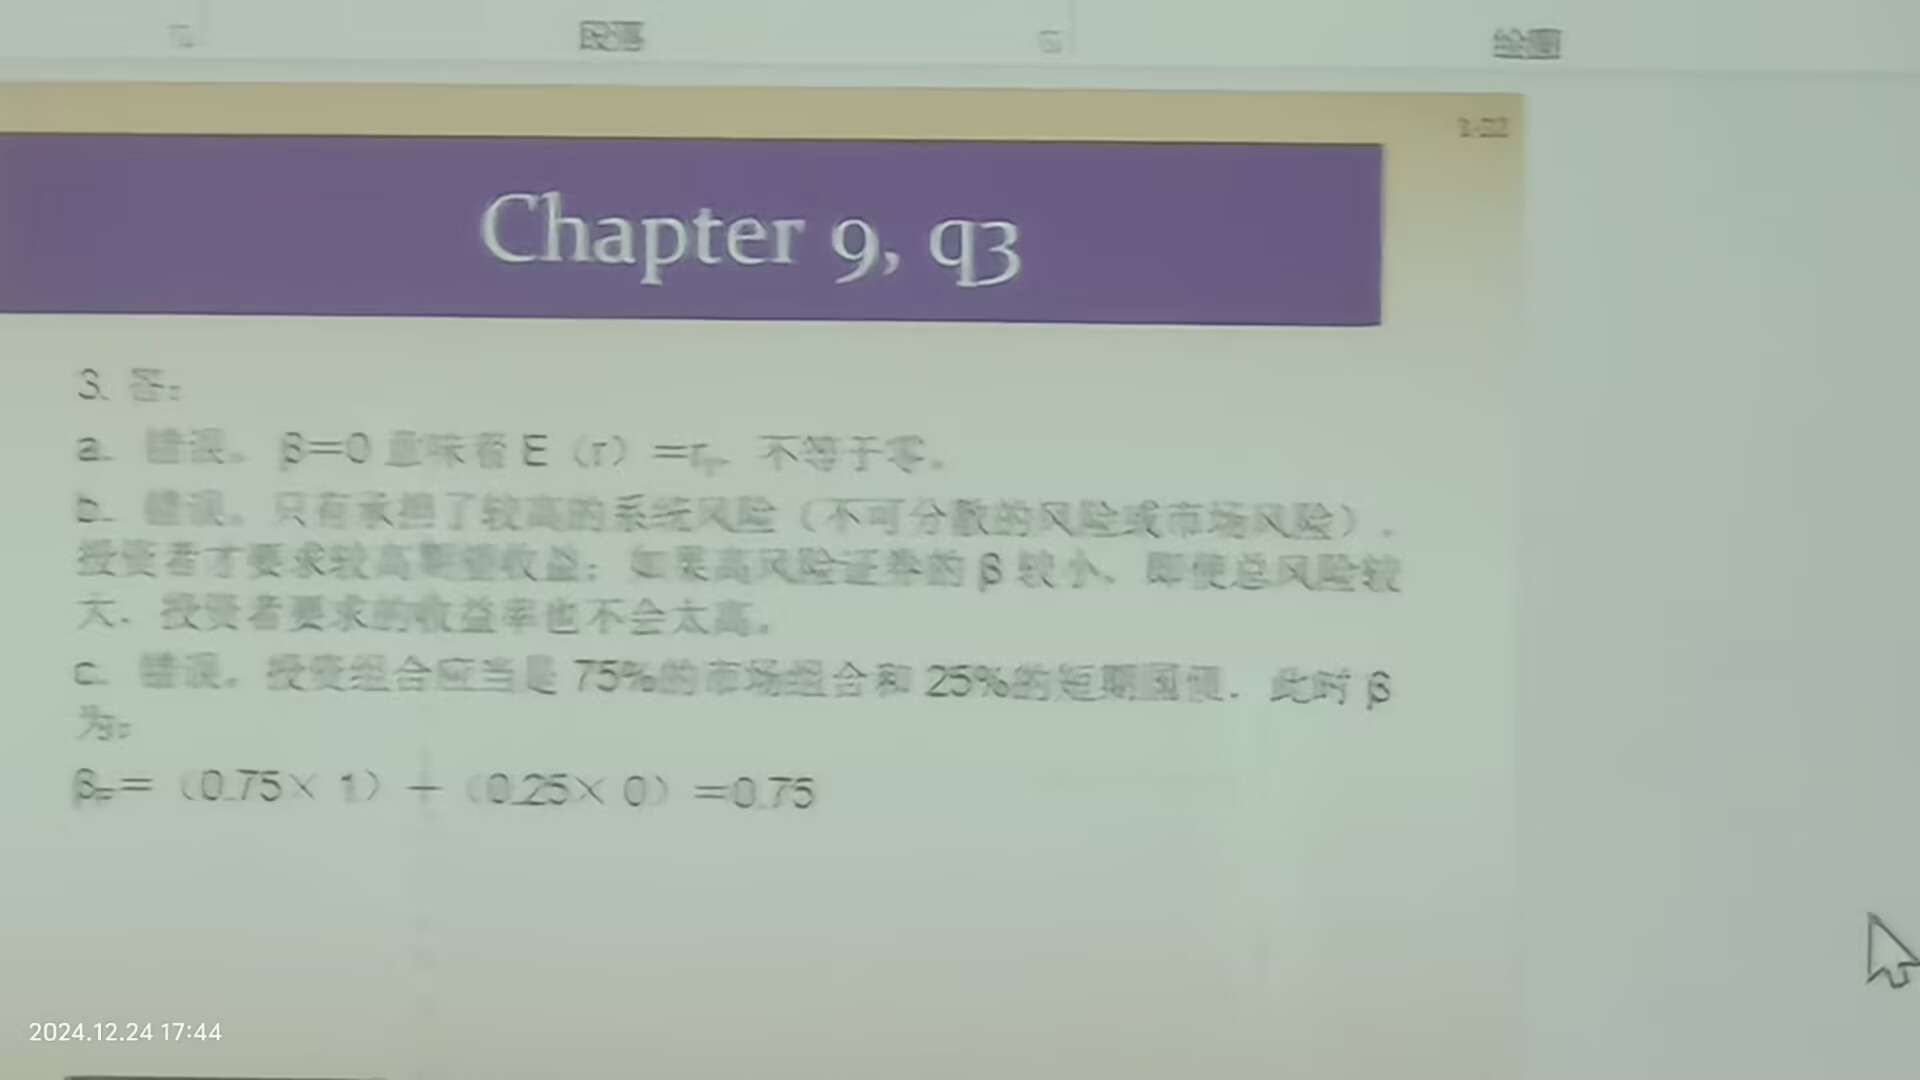 段落
绘图
Chapter 9, q3
3. 答:
a. 错误。β=0 意味着 E（r）=rf，不等于零。
b. 错误。只有承担了较高的系统风险（不可分散的风险或市场风险），
投资者才要求较高期望收益；如果高风险证券的 β 较小，即使总风险较
大，投资者要求的收益率也不会太高。
c. 错误。投资组合应当是 75%的市场组合和 25%的短期国债，此时 β
为:
βP=（0.75× 1）+（0.25× 0）=0.75
2024.12.24 17:44